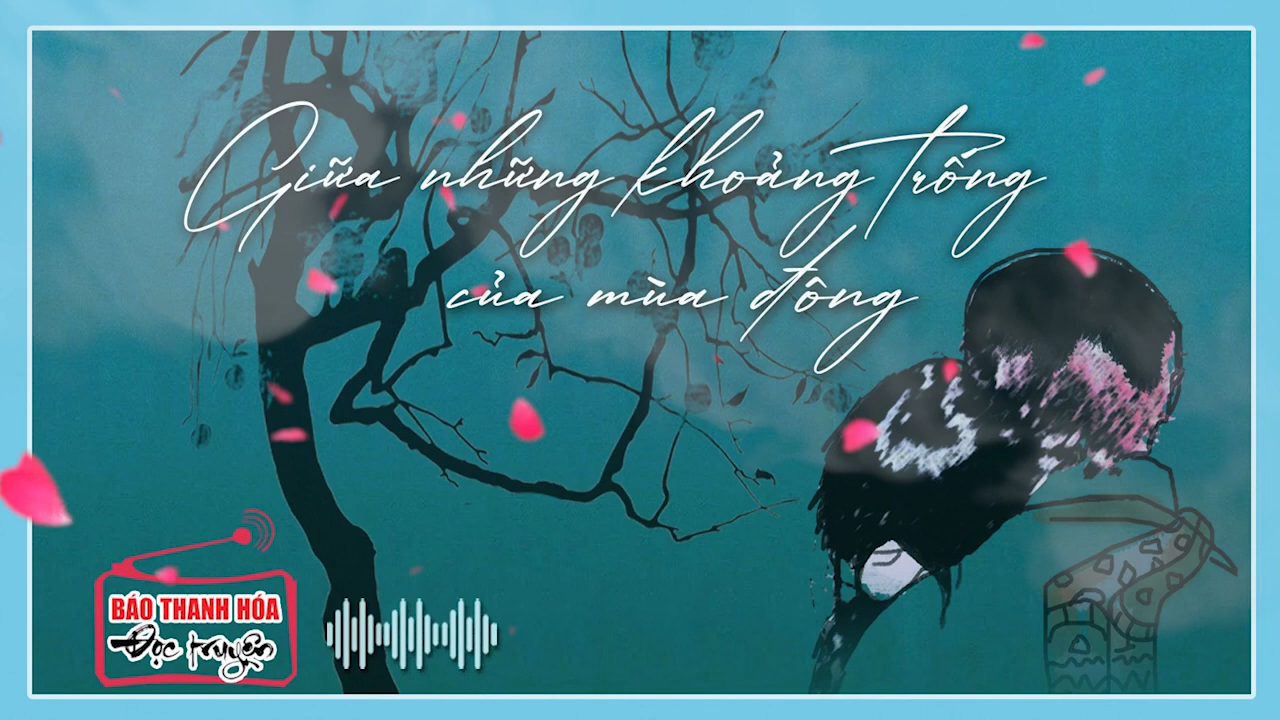 Giữa những khoảng trống
của mùa đông
BÁO THANH HÓA
Đọc truyện